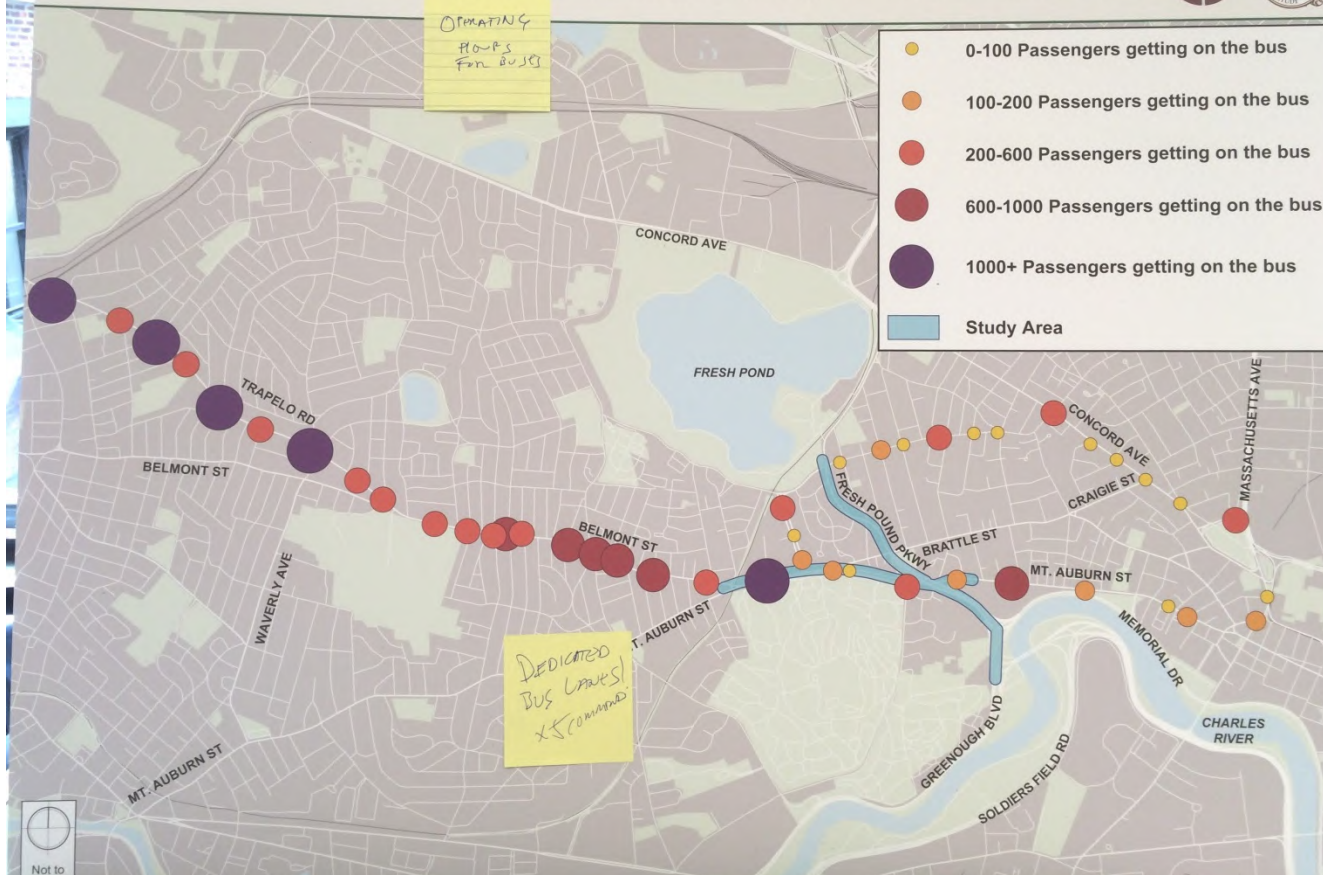 OPERATING
HOURS
FOR BUSES
0-100 Passengers getting on the bus
100-200 Passengers getting on the bus
200-600 Passengers getting on the bus
600-1000 Passengers getting on the bus
1000+ Passengers getting on the bus
Study Area
CONCORD AVE
FRESH POND
TRAPELO RD
BELMONT ST
CONCORD AVE
MASSACHUSETTS AVE
CRAIGIE ST
FRESH POUND PKWY
BRATTLE ST
BELMONT ST
MT. AUBURN ST
WAVERLY AVE
T. AUBURN ST
MEMORIAL DR
DEDICATED
BUS LANES!
x5
GREENOUGH BLVD
CHARLES
RIVER
SOLDIERS FIELD RD
MT. AUBURN ST
Not to